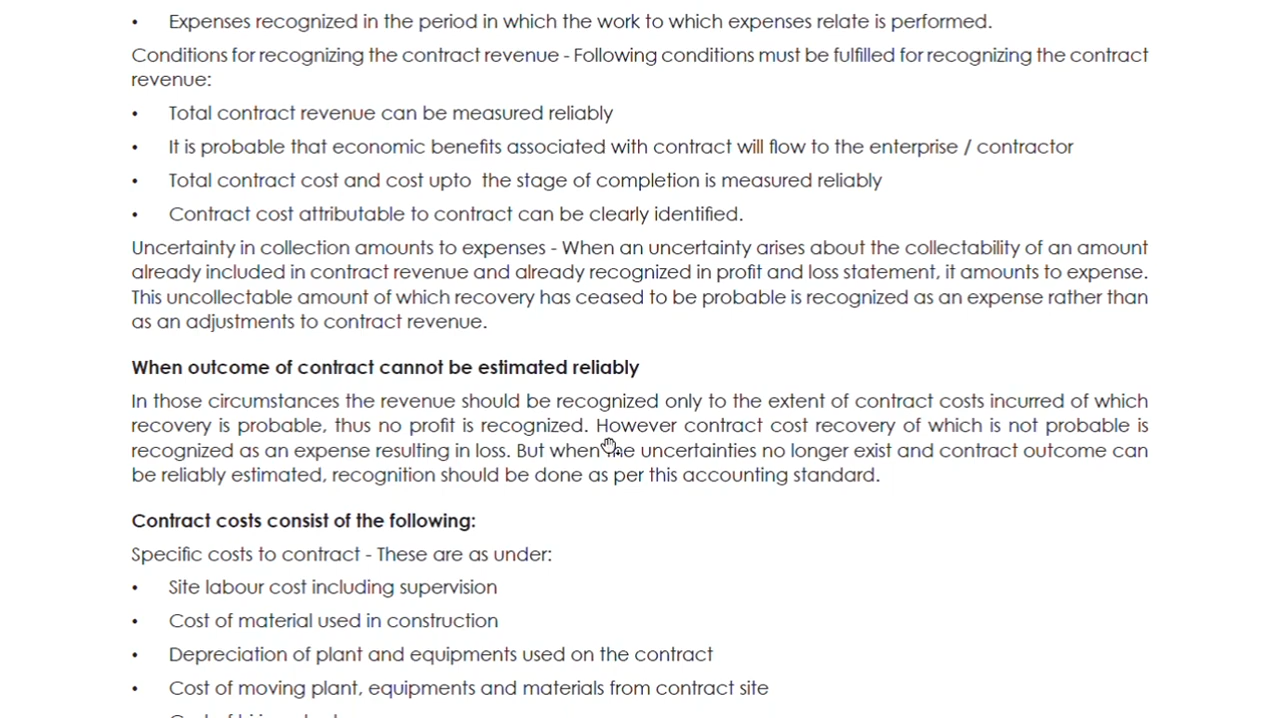 • Expenses recognized in the period in which the work to which expenses relate is performed.
Conditions for recognizing the contract revenue - Following conditions must be fulfilled for recognizing the contract
revenue:
• Total contract revenue can be measured reliably
• It is probable that economic benefits associated with contract will flow to the enterprise / contractor
• Total contract cost and cost upto the stage of completion is measured reliably
• Contract cost attributable to contract can be clearly identified.
Uncertainty in collection amounts to expenses - When an uncertainty arises about the collectability of an amount
already included in contract revenue and already recognized in profit and loss statement, it amounts to expense.
This uncollectable amount of which recovery has ceased to be probable is recognized as an expense rather than
as an adjustments to contract revenue.
When outcome of contract cannot be estimated reliably
In those circumstances the revenue should be recognized only to the extent of contract costs incurred of which
recovery is probable, thus no profit is recognized. However contract cost recovery of which is not probable is
recognized as an expense resulting in loss. But when the uncertainties no longer exist and contract outcome can
be reliably estimated, recognition should be done as per this accounting standard.
Contract costs consist of the following:
Specific costs to contract - These are as under:
• Site labour cost including supervision
• Cost of material used in construction
• Depreciation of plant and equipments used on the contract
• Cost of moving plant, equipments and materials from contract site